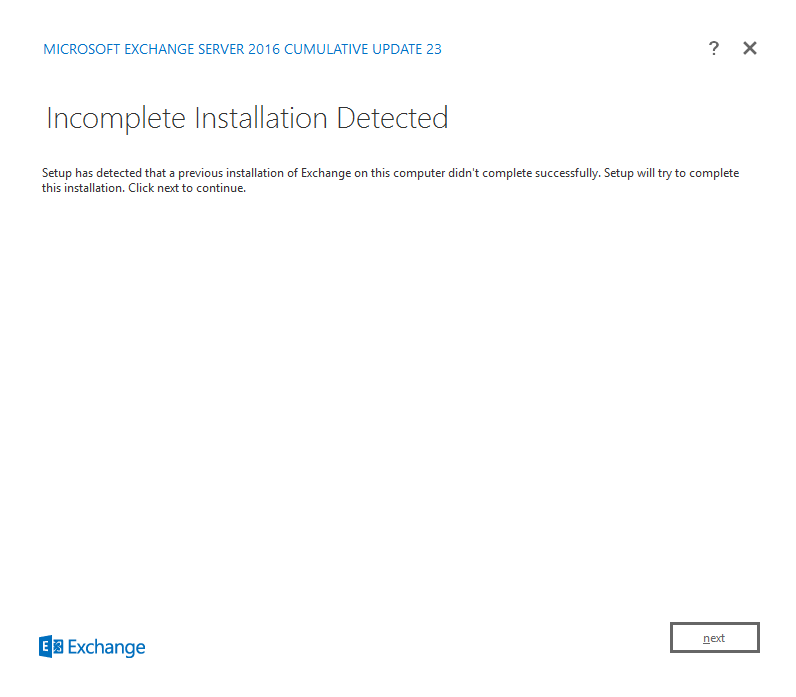 MICROSOFT EXCHANGE SERVER 2016 CUMULATIVE UPDATE 23
?
Incomplete Installation Detected
Setup has detected that a previous installation of Exchange on this computer didn't complete successfully. Setup will try to complete
this installation. Click next to continue.
E Exchange
next